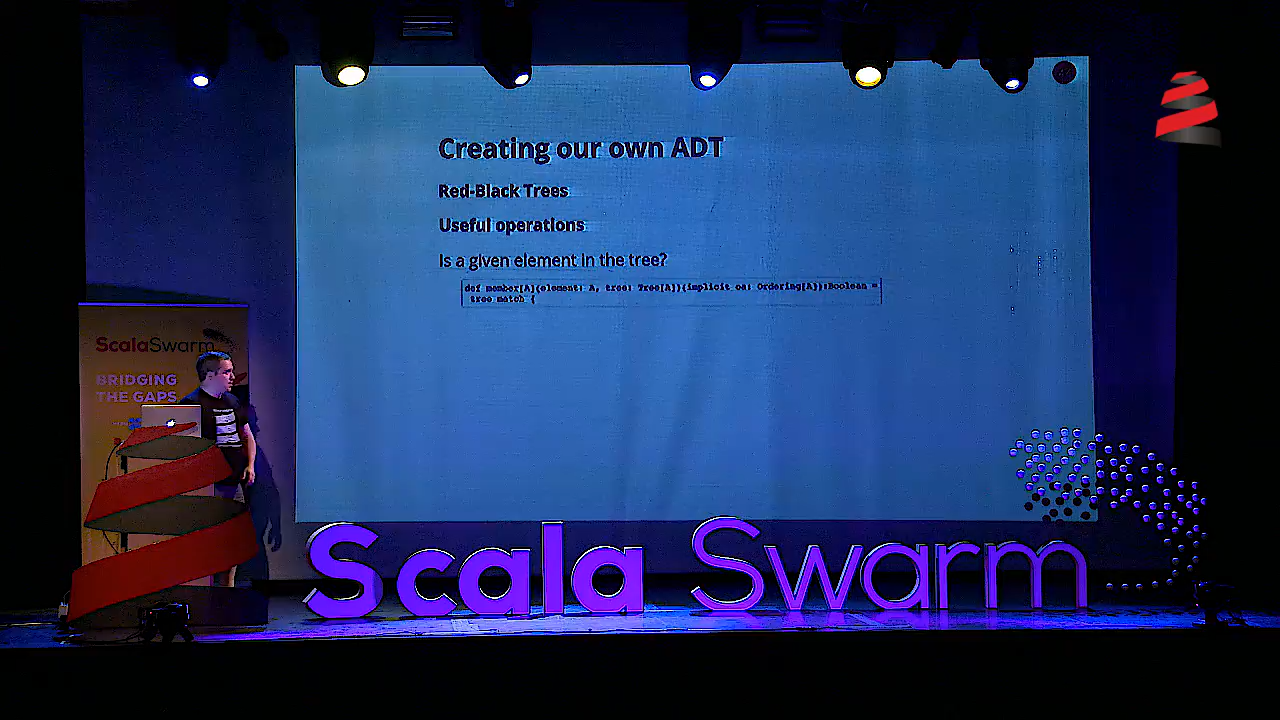 Creating our own ADT
Red-Black Trees
Useful operations
Is a given element in the tree?
def member[A](element: A, tree: Tree[A])(implicit oa: Ordering[A]):Boolean =
tree match {
ScalaSwarm
BRIDGING
THE GAPS
Scala Swarm